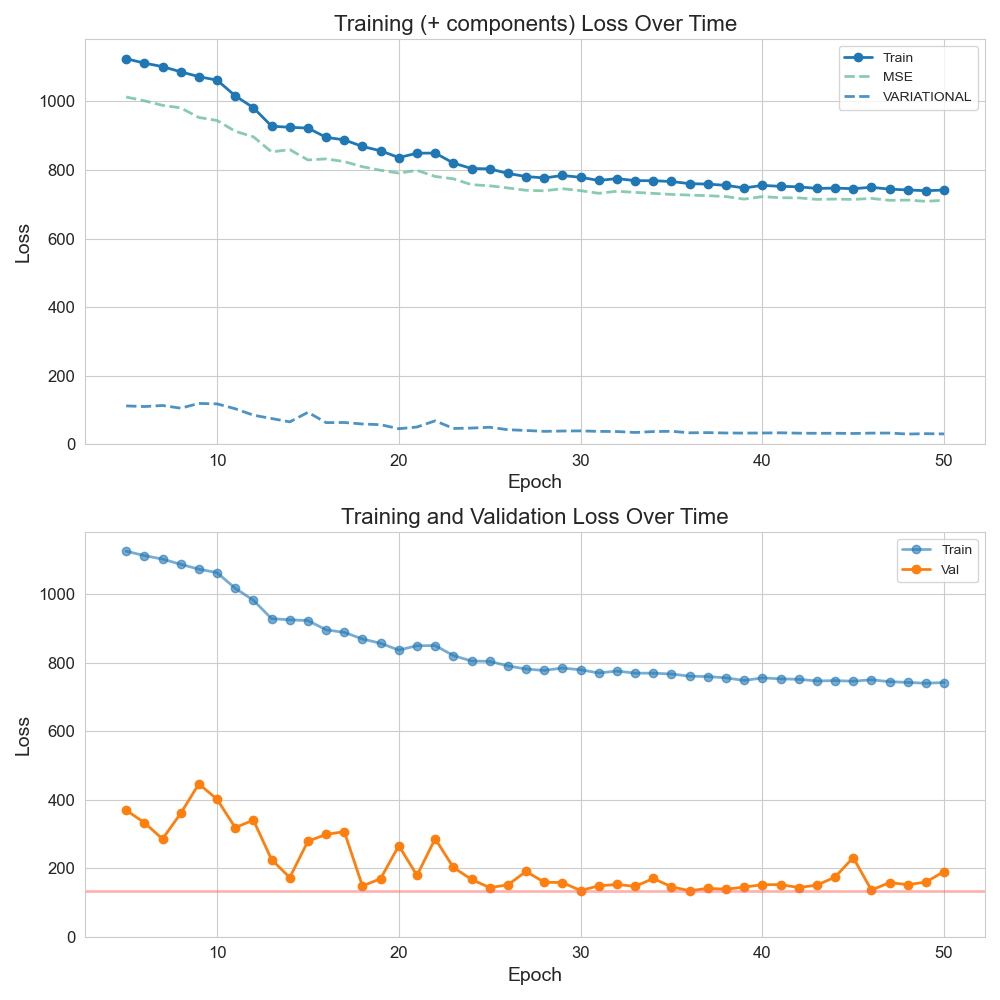 Training (+ components) Loss Over Time
Train
MSE
VARIATIONAL
1000
800
600
400
200
0
Loss
10 20 30 40 50
Epoch
Training and Validation Loss Over Time
Train
Val
1000
800
600
400
200
0
Loss
10 20 30 40 50
Epoch